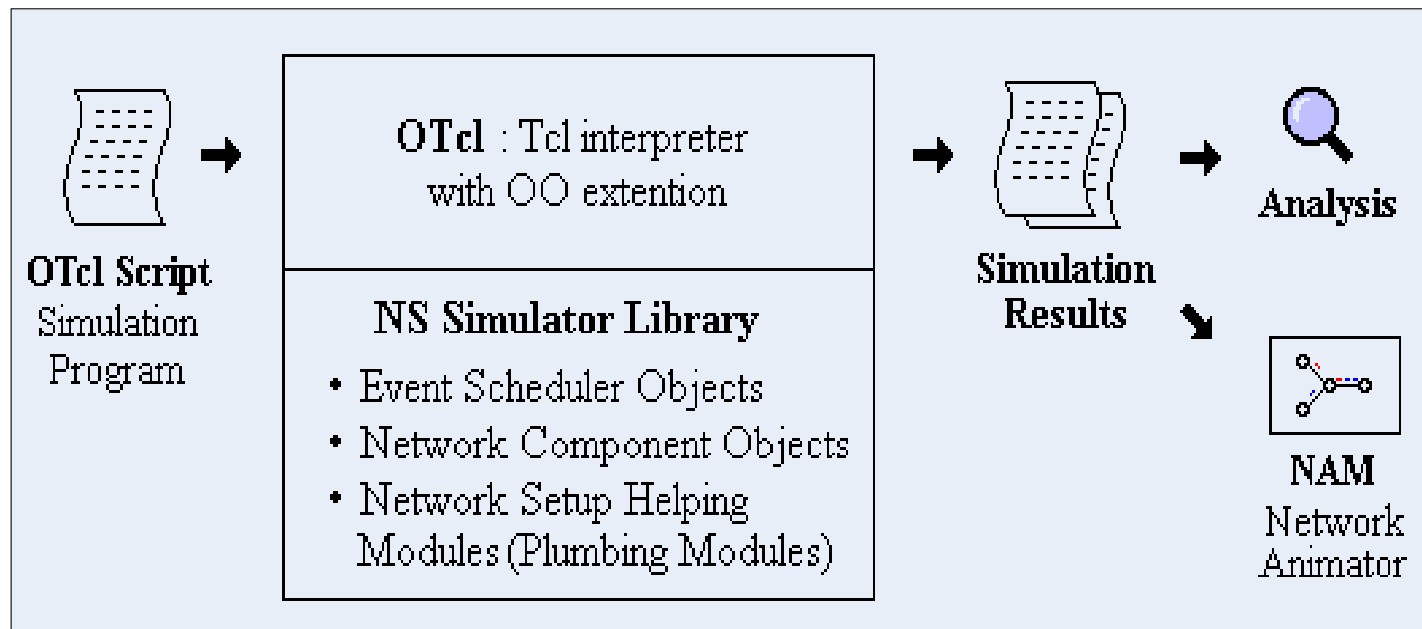 OTcl Script
Simulation
Program
OTcl : Tcl interpreter
with OO extention
NS Simulator Library
• Event Scheduler Objects
• Network Component Objects
• Network Setup Helping
Modules (Plumbing Modules)
Simulation
Results
Analysis
NAM
Network
Animator